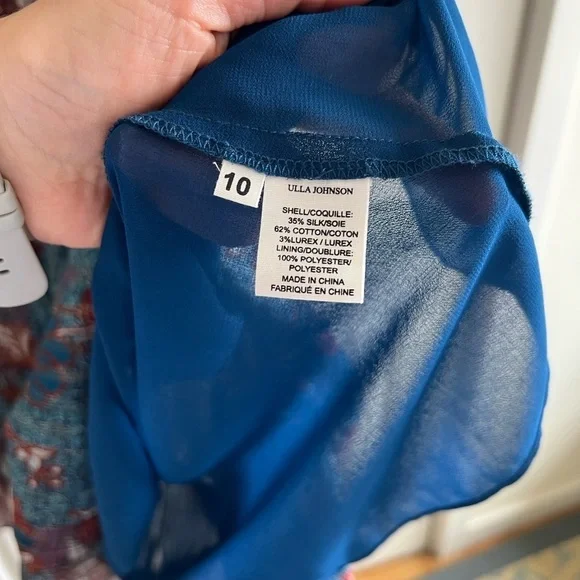 10
ULLA JOHNSON
SHELL/COQUILLE:
35% SILK/SOIE
62% COTTON/COTON
3%LUREX / LUREX
LINING/DOUBLURE:
100% POLYESTER/
POLYESTER
MADE IN CHINA
FABRIQUÉ EN CHINE